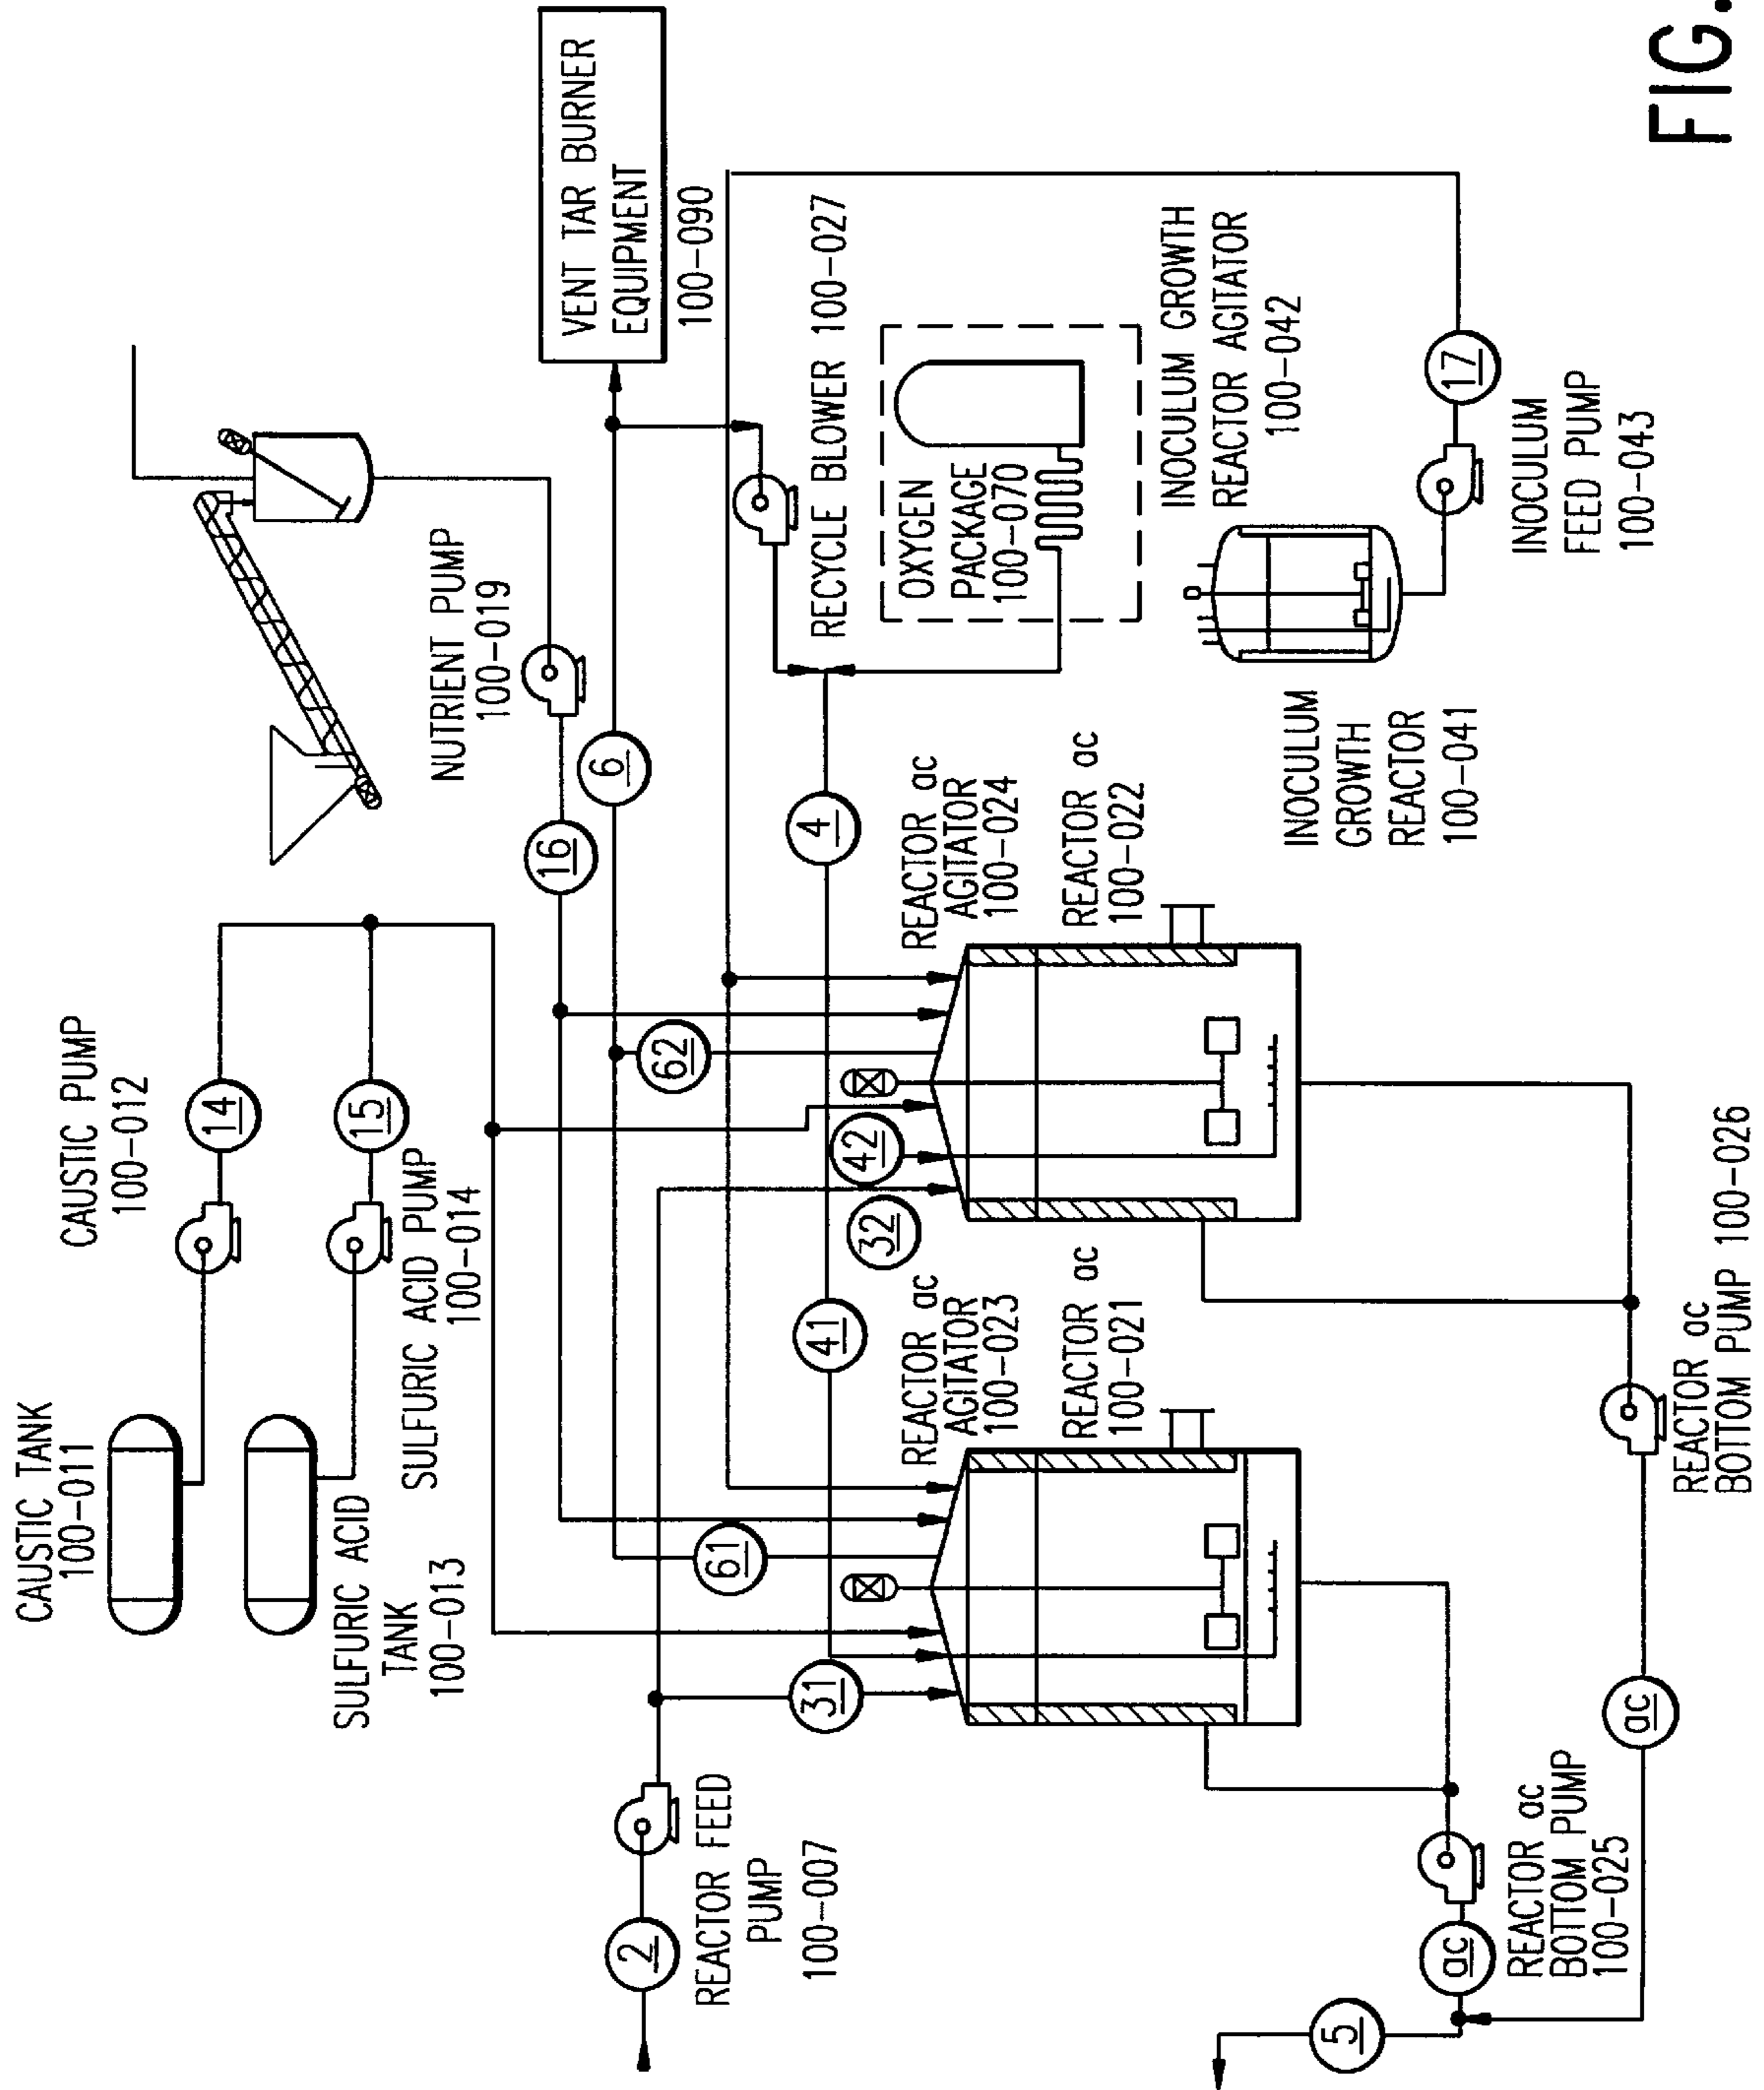 CAUSTIC TANK
100-011
CAUSTIC PUMP
100-012
14
SULFURIC ACID
TANK
100-013
15
SULFURIC ACID PUMP
100-014
NUTRIENT PUMP
100-019
16
6
VENT TAR BURNER
EQUIPMENT
100-090
2
REACTOR FEED
PUMP
100-007
31
61
41
62
42
32
4
RECYCLE BLOWER 100-027
OXYGEN
PACKAGE
100-070
REACTOR ac
AGITATOR
100-023
REACTOR ac
100-021
REACTOR ac
AGITATOR
100-024
REACTOR ac
100-022
INOCULUM GROWTH
REACTOR AGITATOR
100-042
INOCULUM
GROWTH
REACTOR
100-041
17
INOCULUM
FEED PUMP
100-043
5
ac
REACTOR ac
BOTTOM PUMP
100-025
ac
REACTOR ac
BOTTOM PUMP 100-026
FIG.